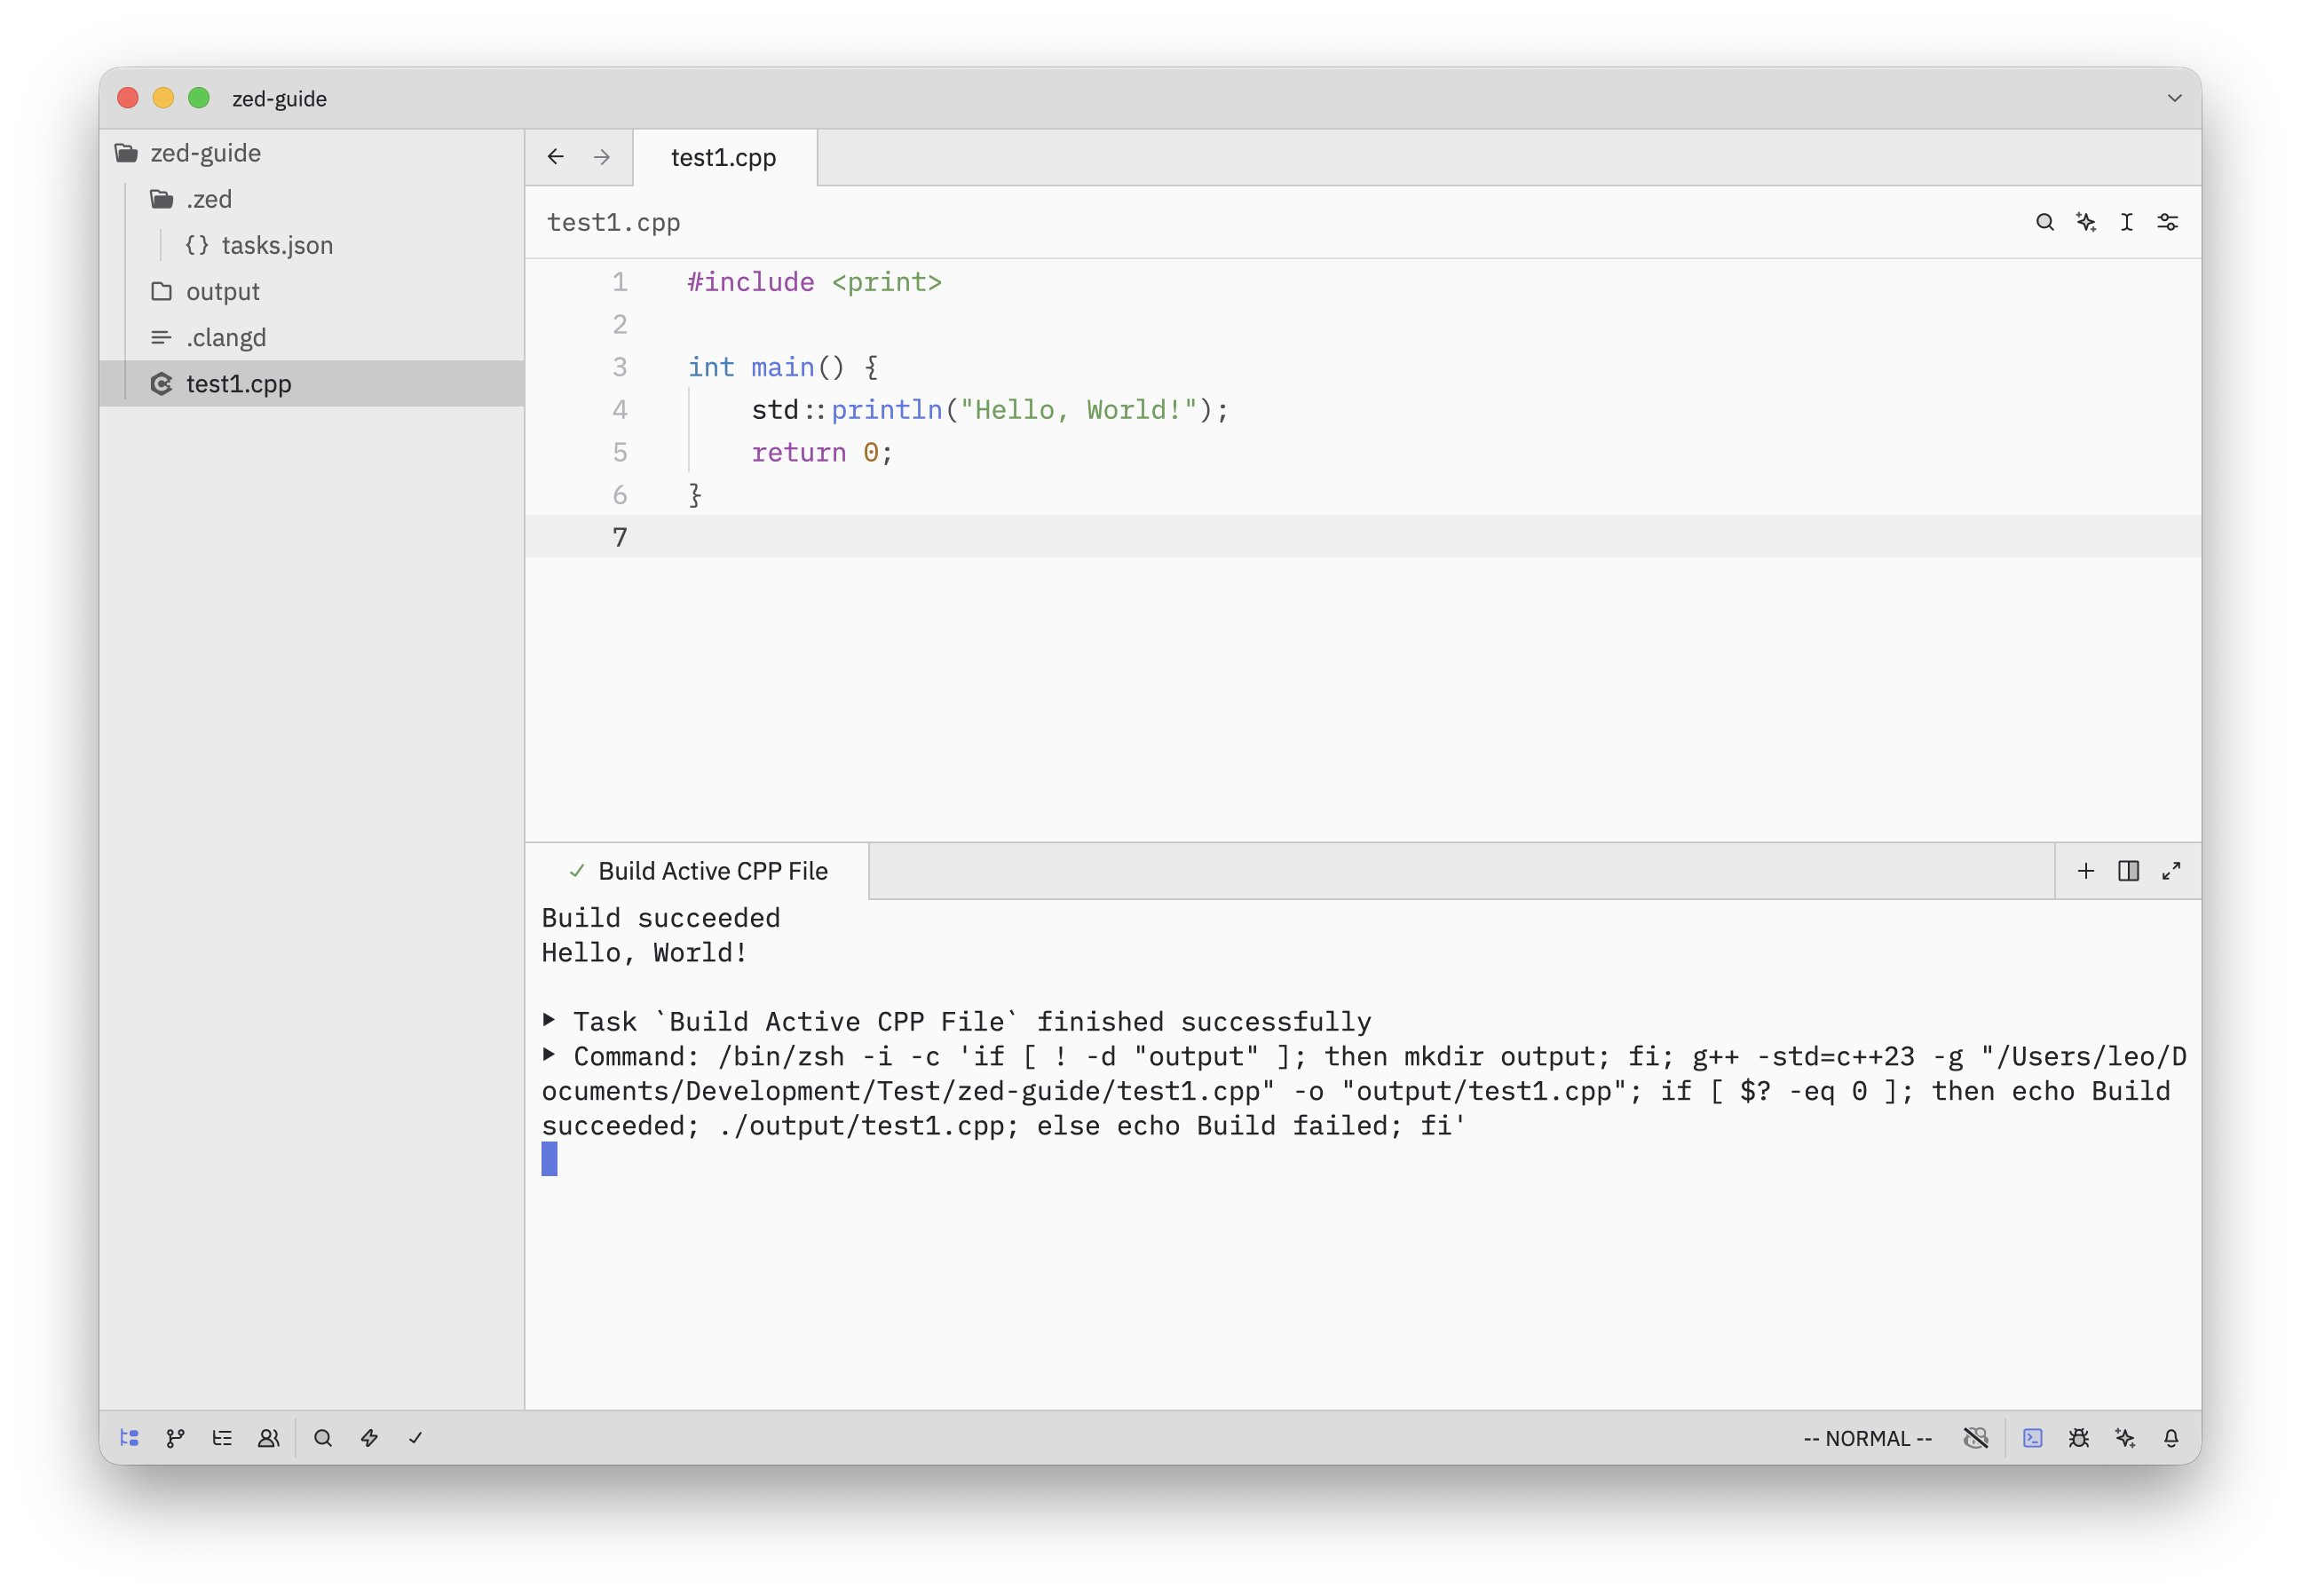 zed-guide
zed-guide
.zed
{} tasks.json
output
.clangd
test1.cpp
test1.cpp
test1.cpp
1 #include <print>
2
3 int main() {
4     std::println("Hello, World!");
5     return 0;
6 }
7
Build Active CPP File
Build succeeded
Hello, World!
Task `Build Active CPP File` finished successfully
Command: /bin/zsh -i -c 'if [ ! -d "output" ]; then mkdir output; fi; g++ -std=c++23 -g "/Users/leo/D
ocuments/Development/Test/zed-guide/test1.cpp" -o "output/test1.cpp"; if [ $? -eq 0 ]; then echo Build
succeeded; ./output/test1.cpp; else echo Build failed; fi'
-- NORMAL --